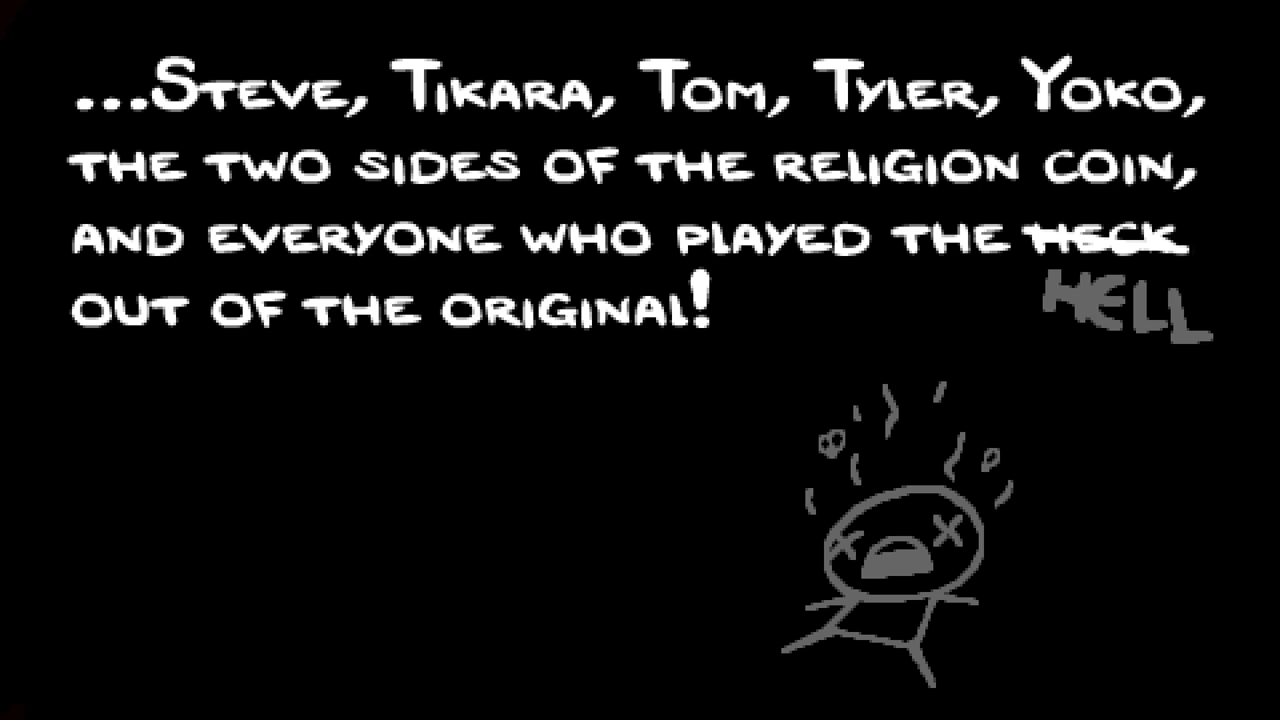 ...Steve, Tikara, Tom, Tyler, Yoko,
the two sides of the religion coin,
and everyone who played the heck
out of the original!
HELL